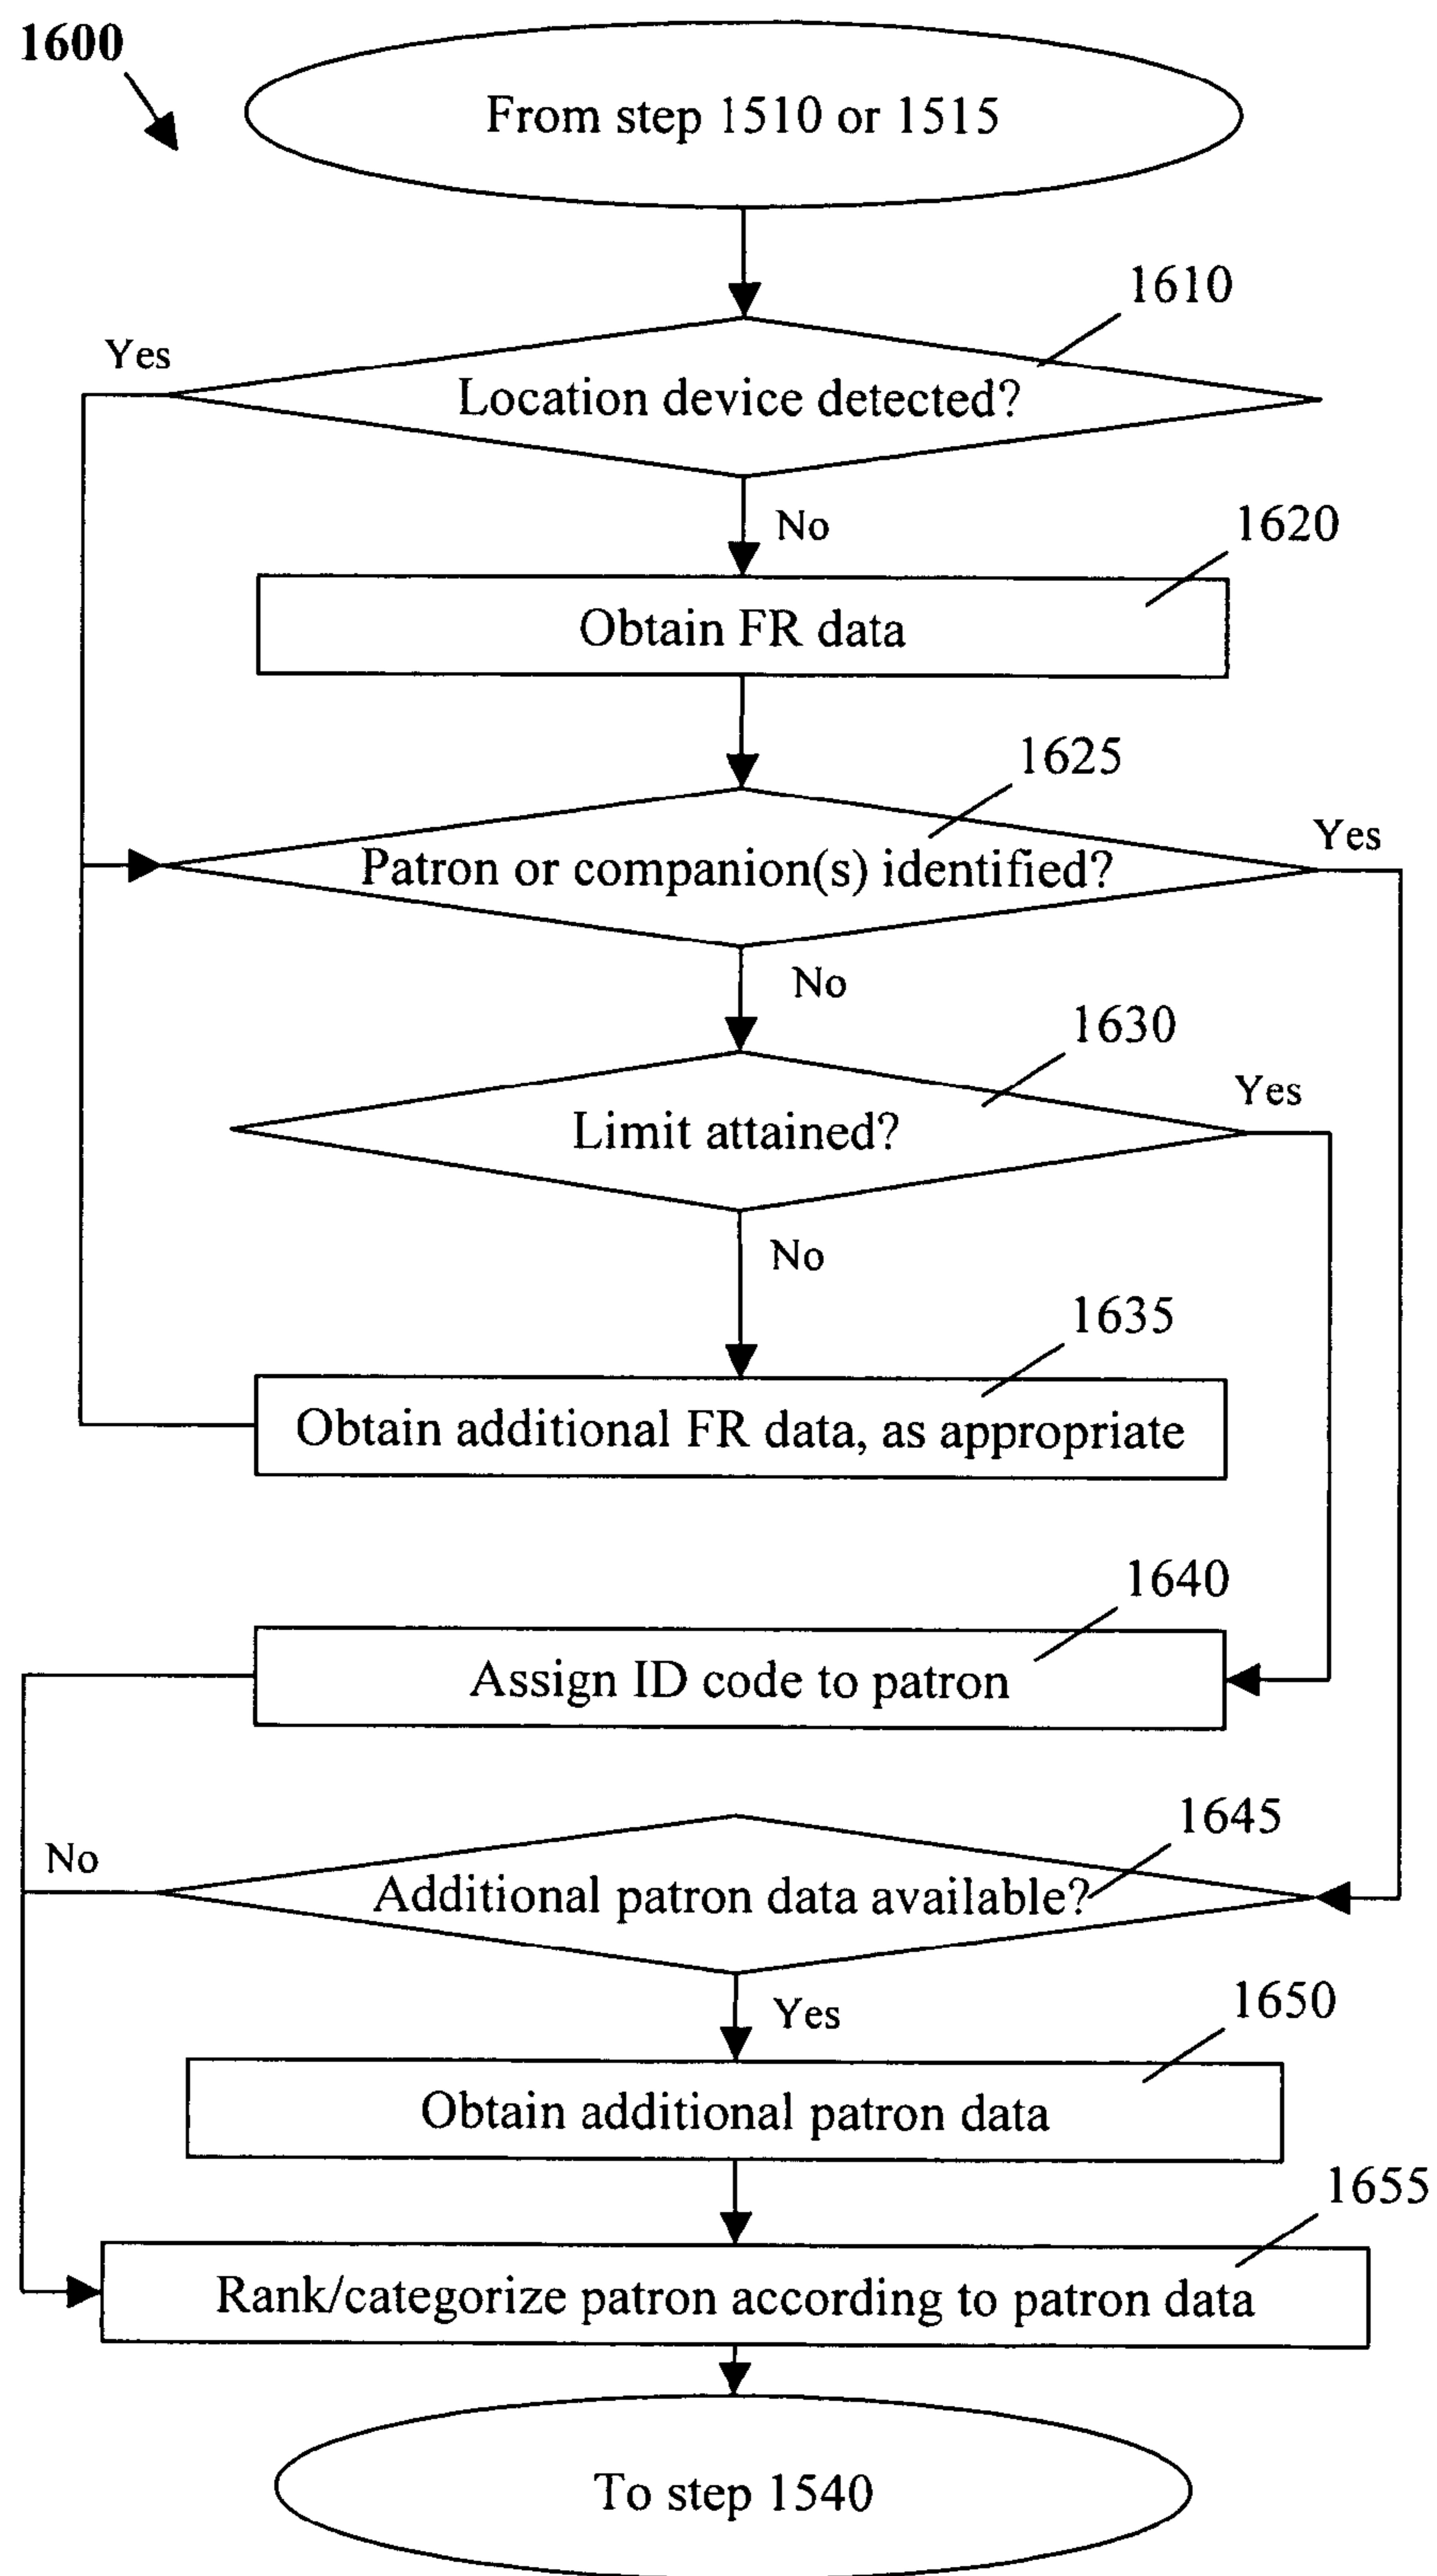 1600
From step 1510 or 1515
1610
Yes
Location device detected?
No
1620
Obtain FR data
1625
Yes
Patron or companion(s) identified?
No
1630
Yes
Limit attained?
No
1635
Obtain additional FR data, as appropriate
1640
Assign ID code to patron
1645
No
Additional patron data available?
Yes
1650
Obtain additional patron data
1655
Rank/categorize patron according to patron data
To step 1540